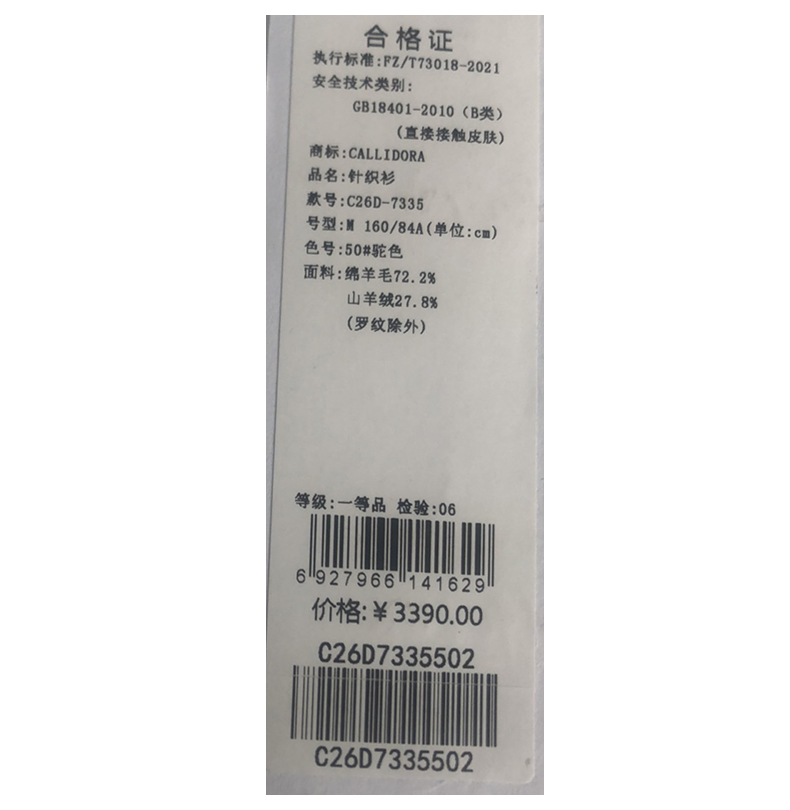 合格证
执行标准:FZ/T73018-2021
安全技术类别:
GB18401-2010（B类）
(直接接触皮肤)
商标:CALLIDORA
品名:针织衫
款号:C26D-7335
号型:M 160/84A(单位:cm)
色号:50#驼色
面料:绵羊毛72.2%
山羊绒27.8%
(罗纹除外)
等级:一等品 检验:06
6 927966 141629
价格:￥3390.00
C26D7335502
C26D7335502